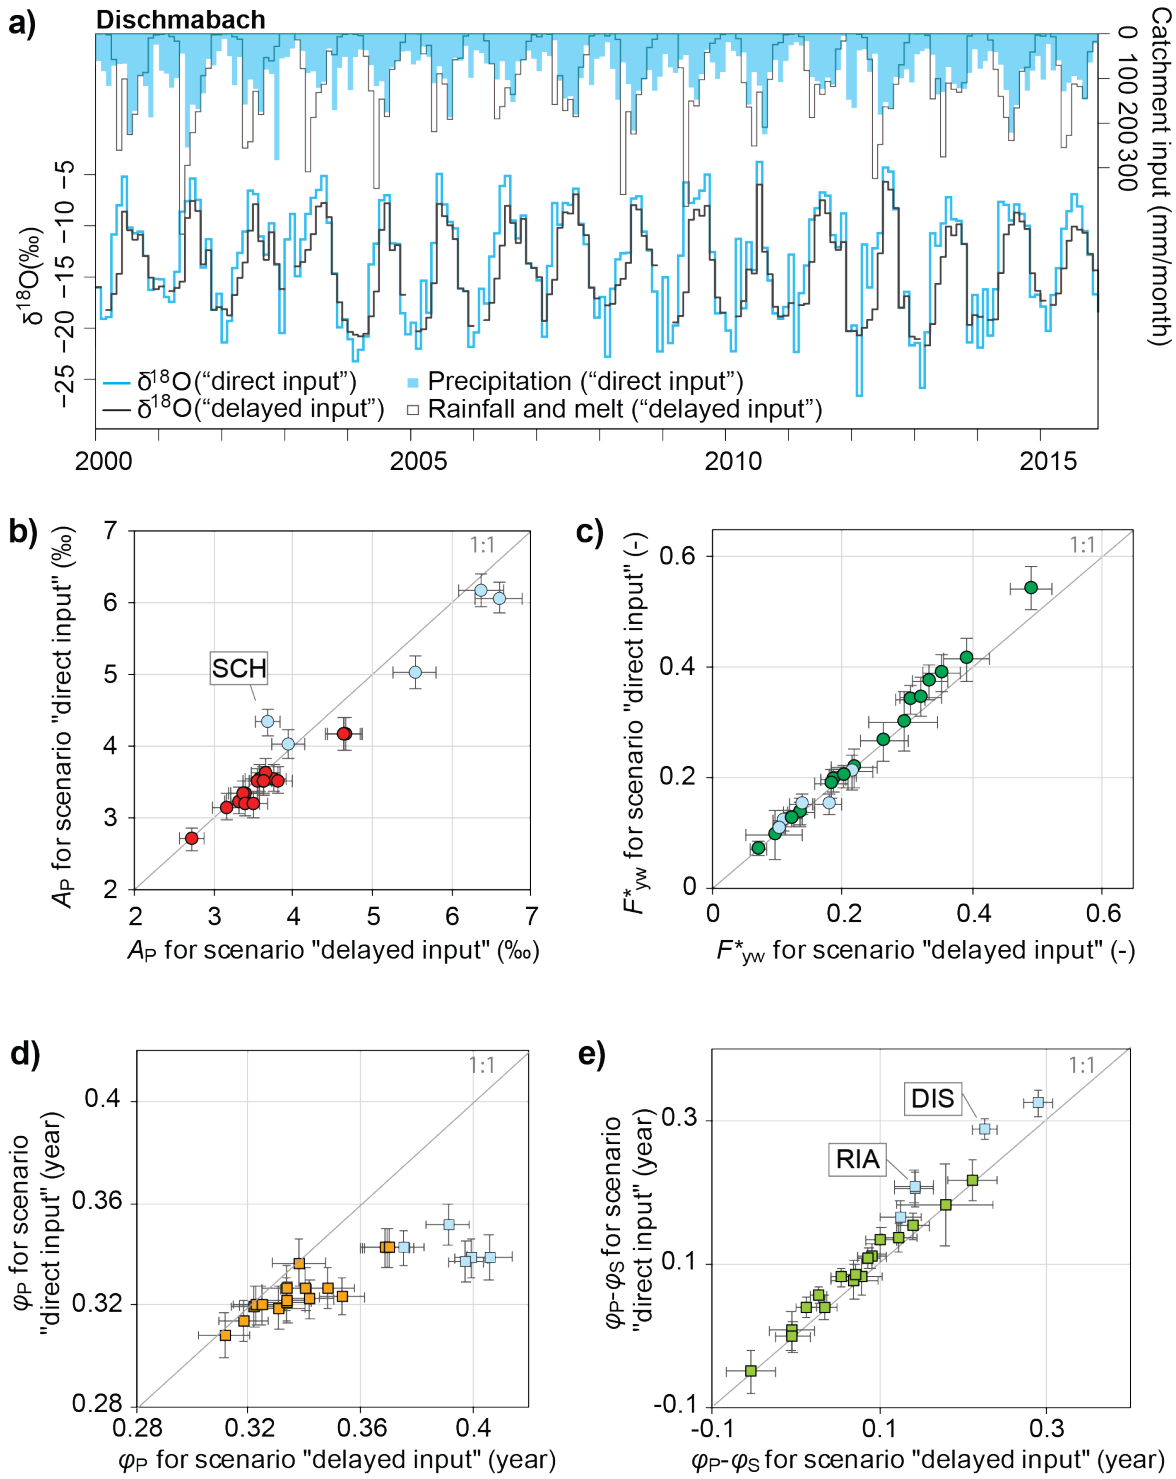 a)
Dischmabach
0
100
200
300
Catchment input (mm/month)
−5
−10
−15
−20
−25
δ18O(‰)
δ18O("direct input")
Precipitation ("direct input")
δ18O("delayed input")
Rainfall and melt ("delayed input")
2000
2005
2010
2015
b)
7
6
5
4
3
2
1:1
SCH
AP for scenario "direct input" (‰)
2
3
4
5
6
7
AP for scenario "delayed input" (‰)
c)
0.6
0.4
0.2
0
1:1
F*yw for scenario "direct input" (-)
0
0.2
0.4
0.6
F*yw for scenario "delayed input" (-)
d)
0.4
0.36
0.32
0.28
1:1
φP for scenario
"direct input" (year)
0.28
0.32
0.36
0.4
φP for scenario "delayed input" (year)
e)
0.3
0.1
-0.1
1:1
DIS
RIA
φP-φS for scenario
"direct input" (year)
-0.1
0.1
0.3
φP-φS for scenario "delayed input" (year)